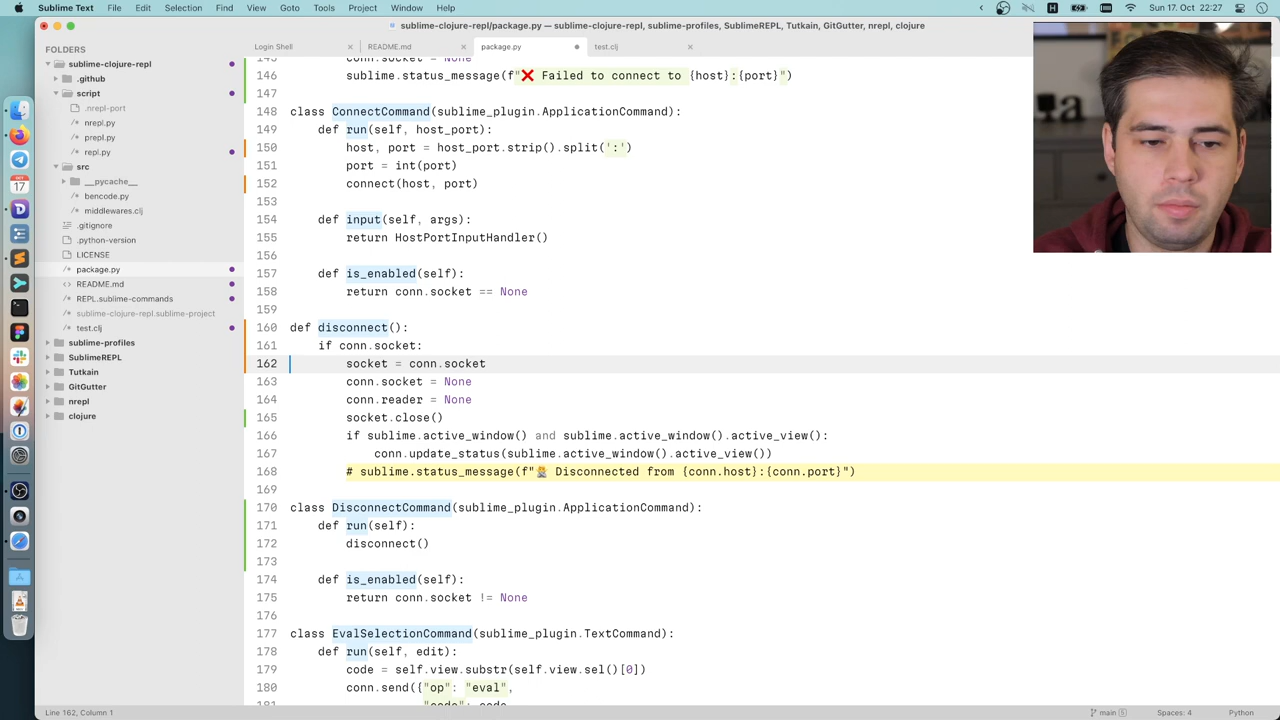 Sublime Text File Edit Selection Find View Goto Tools Project Window Help
Sun 17. Oct 22:27
sublime-clojure-repl/package.py — sublime-clojure-repl, sublime-profiles, SublimeREPL, Tutkain, GitGutter, nrepl, clojure
FOLDERS
sublime-clojure-repl
.github
script
.nrepl-port
nrepl.py
prepl.py
repl.py
src
__pycache__
bencode.py
middlewares.clj
.gitignore
.python-version
LICENSE
package.py
README.md
REPL.sublime-commands
sublime-clojure-repl.sublime-project
test.clj
sublime-profiles
SublimeREPL
Tutkain
GitGutter
nrepl
clojure
Login Shell README.md package.py test.clj
145 conn.socket = None
146 sublime.status_message(f"❌ Failed to connect to {host}:{port}")
147
148 class ConnectCommand(sublime_plugin.ApplicationCommand):
149 def run(self, host_port):
150 host, port = host_port.strip().split(':')
151 port = int(port)
152 connect(host, port)
153
154 def input(self, args):
155 return HostPortInputHandler()
156
157 def is_enabled(self):
158 return conn.socket == None
159
160 def disconnect():
161 if conn.socket:
162 socket = conn.socket
163 conn.socket = None
164 conn.reader = None
165 socket.close()
166 if sublime.active_window() and sublime.active_window().active_view():
167 conn.update_status(sublime.active_window().active_view())
168 # sublime.status_message(f" Disconnected from {conn.host}:{conn.port}")
169
170 class DisconnectCommand(sublime_plugin.ApplicationCommand):
171 def run(self):
172 disconnect()
173
174 def is_enabled(self):
175 return conn.socket != None
176
177 class EvalSelectionCommand(sublime_plugin.TextCommand):
178 def run(self, edit):
179 code = self.view.substr(self.view.sel()[0])
180 conn.send({"op": "eval",
181 "code": code,
Line 162, Column 1 main 5 Spaces: 4 Python